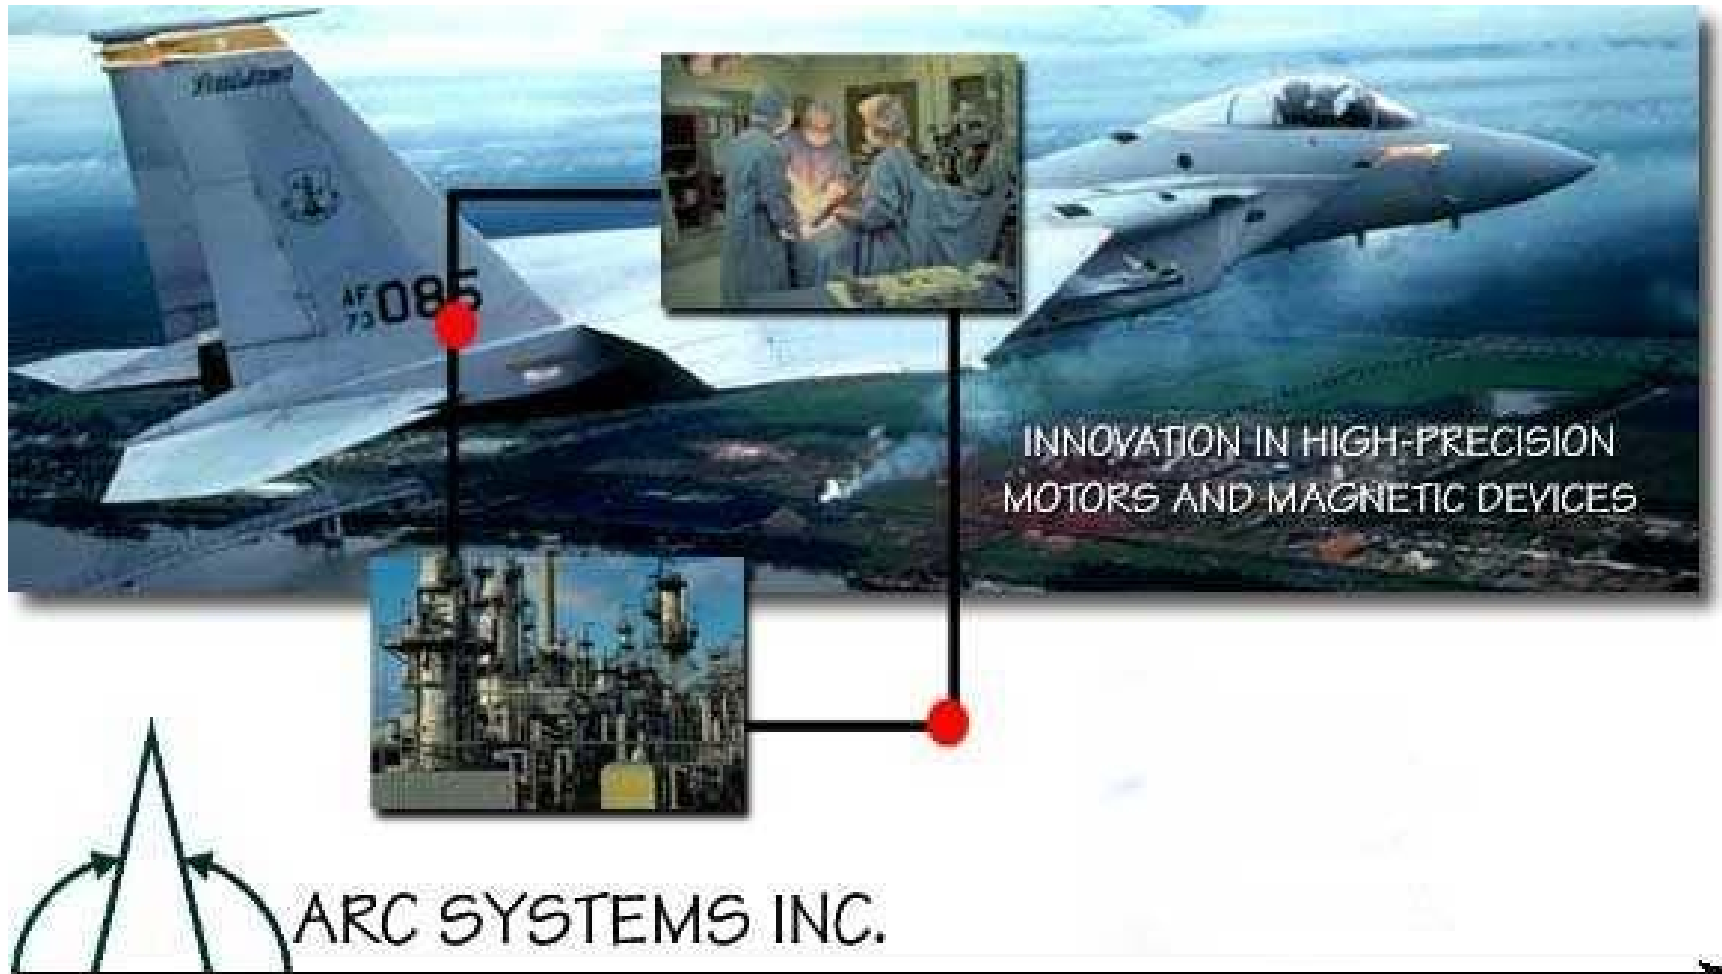 AF
73 085
INNOVATION IN HIGH-PRECISION
MOTORS AND MAGNETIC DEVICES
ARC SYSTEMS INC.